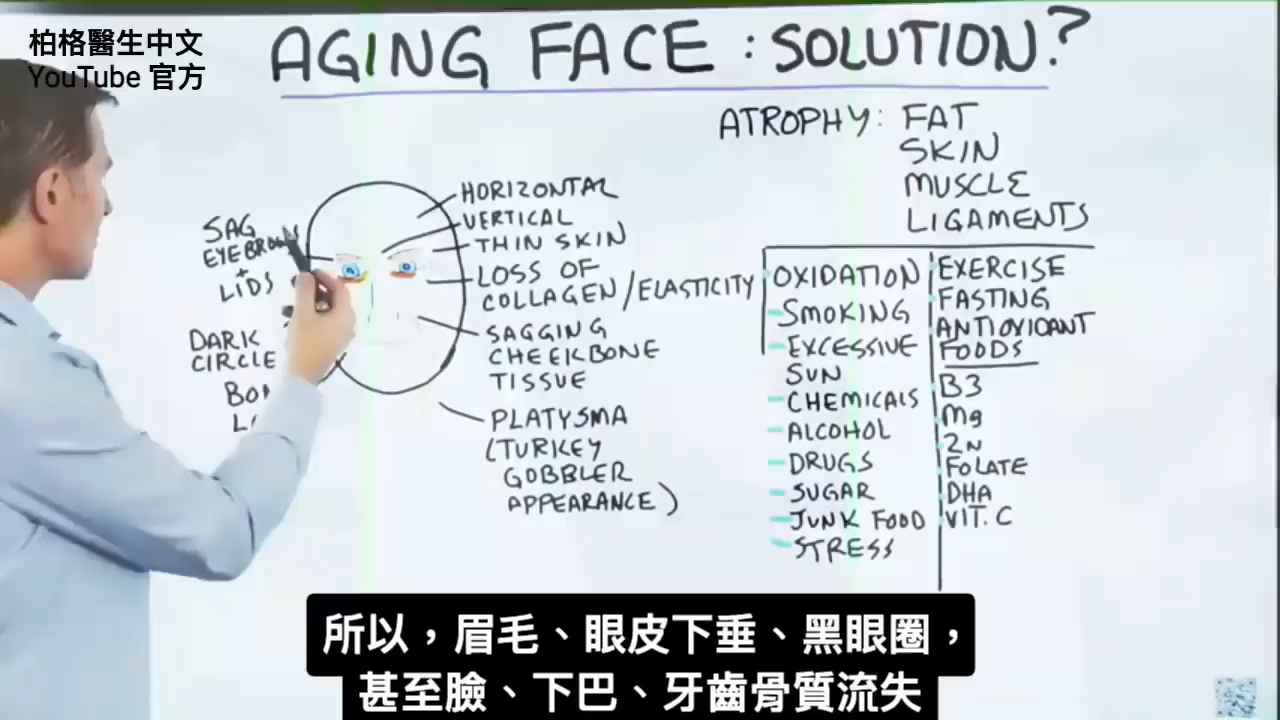 柏格醫生中文
YouTube 官方
AGING FACE : SOLUTION?
ATROPHY: FAT
SKIN
MUSCLE
LIGAMENTS
SAG
EYEBROWS
+
LIDS
DARK
CIRCLE
HORIZONTAL
VERTICAL
THIN SKIN
LOSS OF
COLLAGEN/ELASTICITY
SAGGING
CHEEKBONE
TISSUE
PLATYSMA
(TURKEY
GOBBLER
APPEARANCE)
OXIDATION
-SMOKING
-EXCESSIVE
SUN
-CHEMICALS
-ALCOHOL
-DRUGS
-SUGAR
-JUNK FOOD
-STRESS
EXERCISE
FASTING
ANTIOXIDANT
FOODS
B3
Mg
ZN
FOLATE
DHA
VIT. C
所以，眉毛、眼皮下垂、黑眼圈，
甚至臉、下巴、牙齒骨質流失